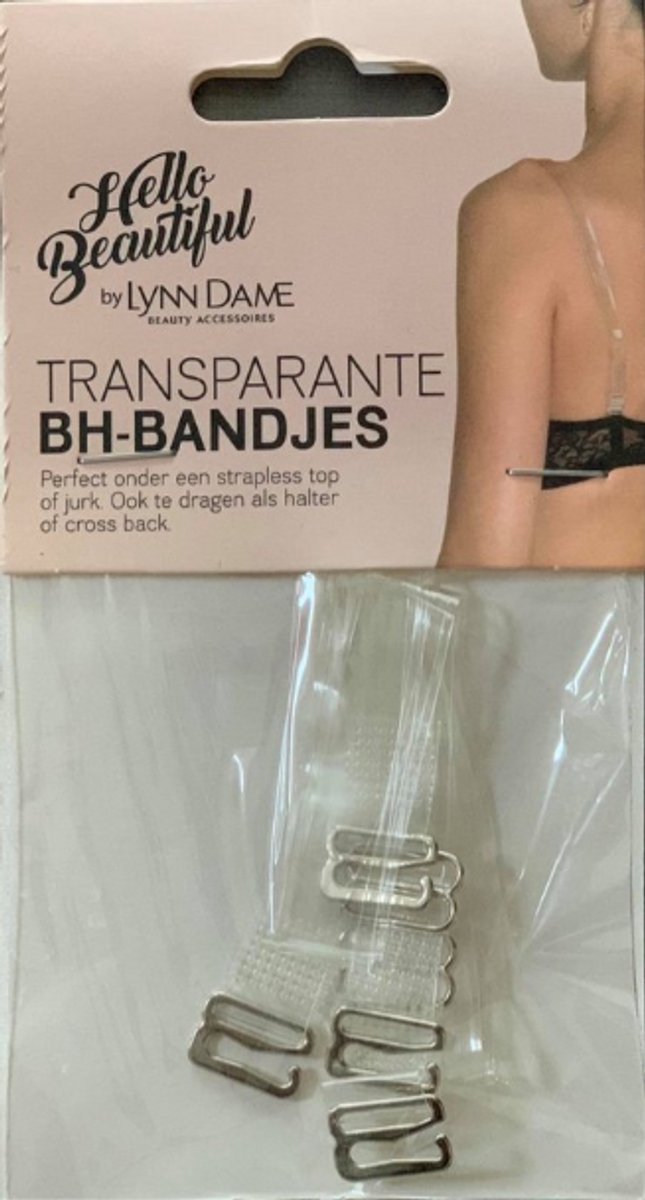 Hello
Beautiful
by LYNN DAME
BEAUTY ACCESSOIRES
TRANSPARANTE
BH-BANDJES
Perfect onder een strapless top
of jurk. Ook te dragen als halter
of cross back.